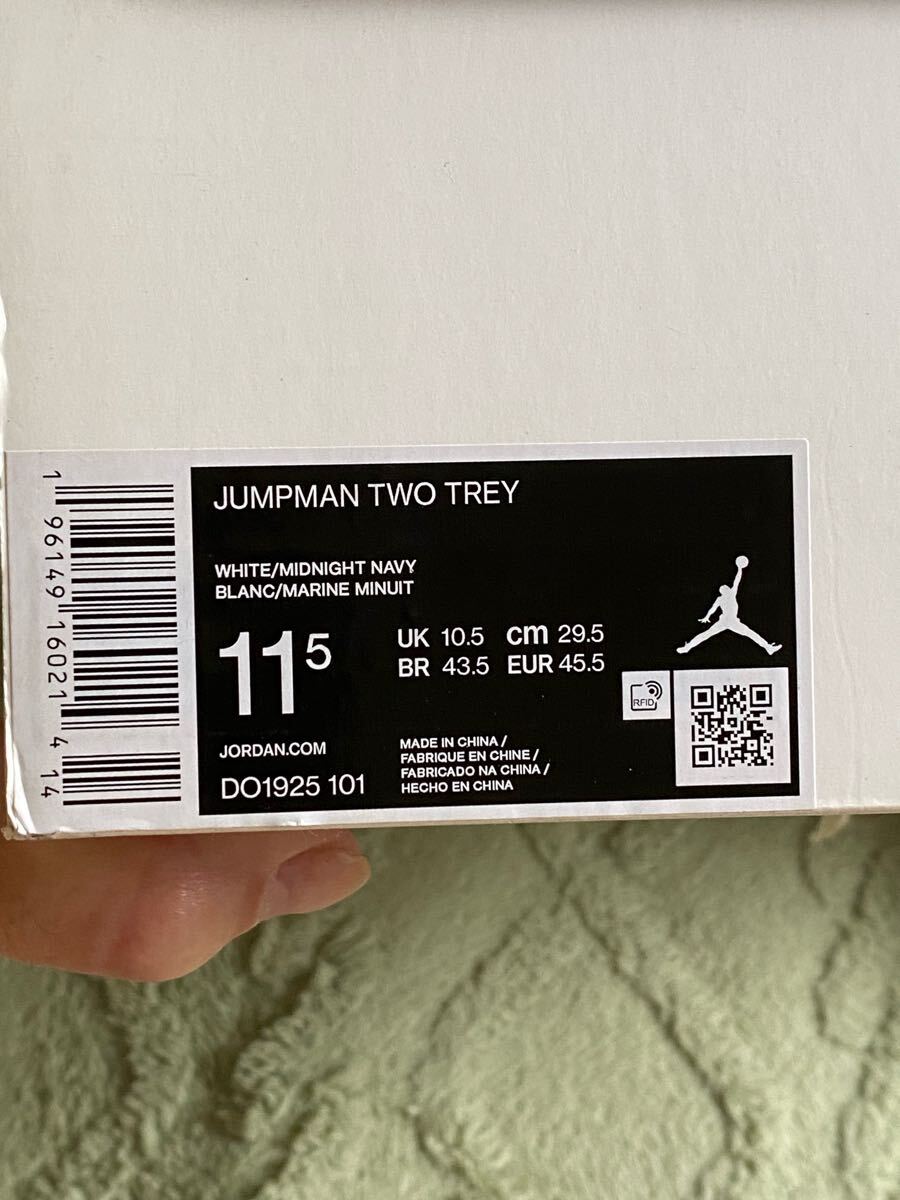 1 96149 16021 4 14
JUMPMAN TWO TREY
WHITE/MIDNIGHT NAVY
BLANC/MARINE MINUIT
11 5
UK 10.5 cm 29.5
BR 43.5 EUR 45.5
RFID
JORDAN.COM
DO1925 101
MADE IN CHINA /
FABRIQUE EN CHINE /
FABRICADO NA CHINA /
HECHO EN CHINA